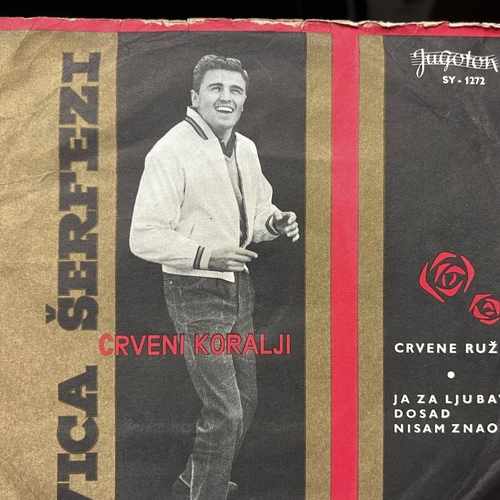 VICA ŠERFEZI
CRVENI KORALJI
Jugoton
SY - 1272
CRVENE RUŽ
JA ZA LJUBAV
DOSAD
NISAM ZNAO